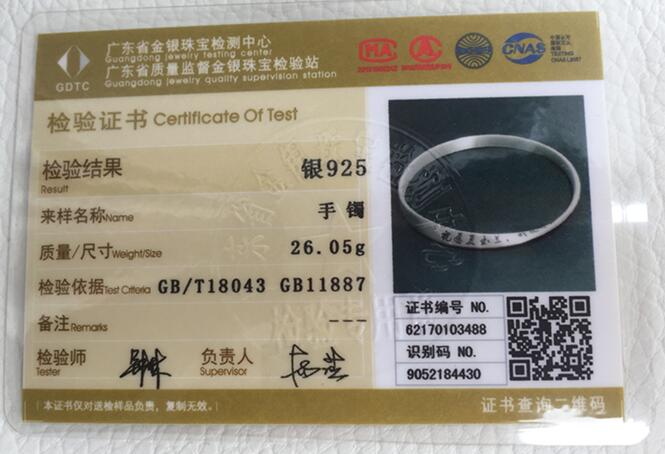 广东省金银珠宝检测中心
Guangdong jewelry testing center
广东省质量监督金银珠宝检验站
Guangdong jewelry quality supervision station
GDTC
MA
CNAS
TESTING
检验证书 Certificate Of Test
检验结果 银925
Result
来样名称Name 手镯
质量/尺寸Weight/Size 26.05g
检验依据Test Criteria GB/T18043 GB11887
备注Remarks ---
检验师
Tester
负责人
Supervisor
证书编号 NO.
62170103488
识别码 NO.
9052184430
本证书仅对送检样品负责，复制无效。
证书查询二维码